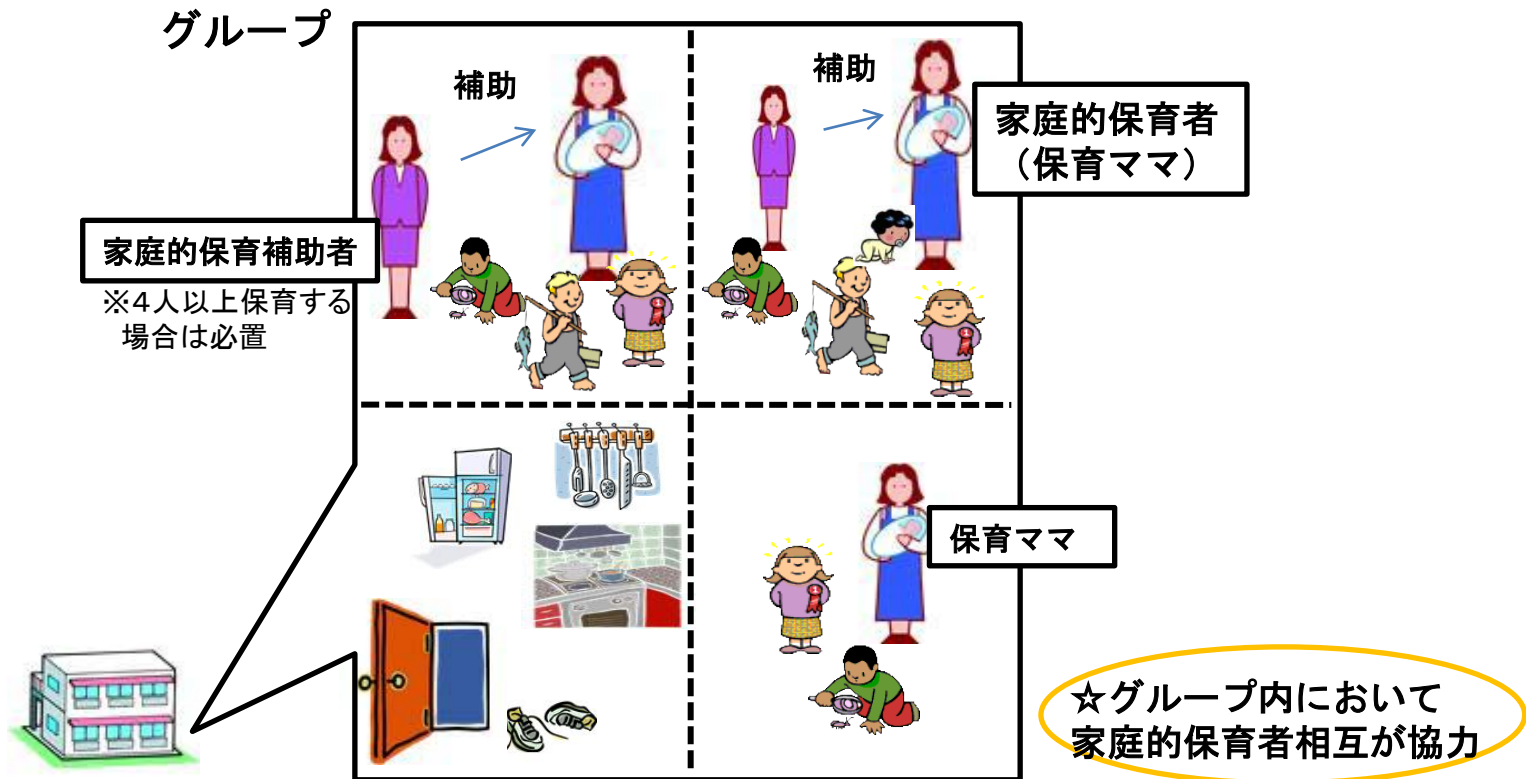 グループ
補助
補助
家庭的保育者
（保育ママ）
家庭的保育補助者
※４人以上保育する
場合は必置
保育ママ
☆グループ内において
家庭的保育者相互が協力